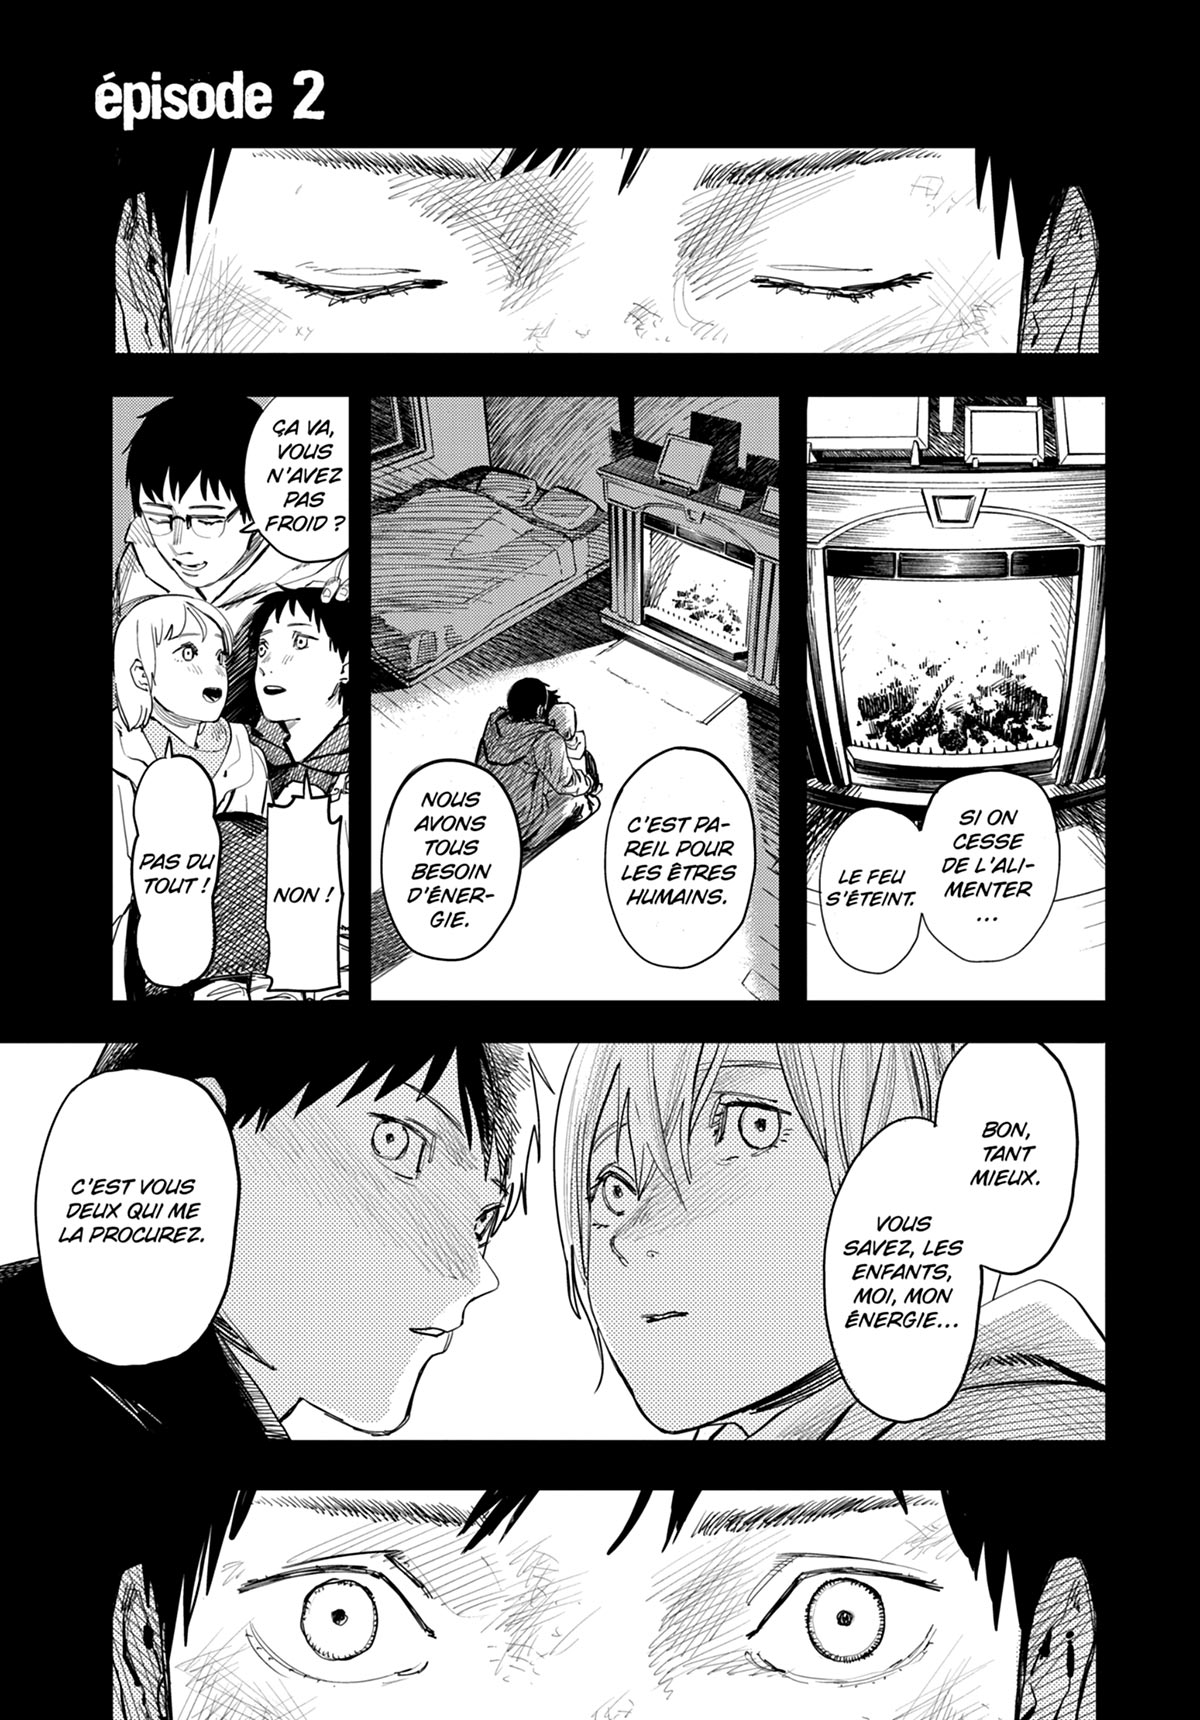 épisode 2
SI ON
CESSE
DE L'ALI-
MENTER
...
LE FEU
S'ÉTEINT.
C'EST PA-
REIL POUR
LES ÊTRES
HUMAINS.
NOUS
AVONS
TOUS
BESOIN
D'ÉNER-
GIE.
ÇA VA,
VOUS
N'AVEZ
PAS
FROID ?
NON !
PAS DU
TOUT !
BON,
TANT
MIEUX.
VOUS
SAVEZ, LES
ENFANTS,
MOI, MON
ÉNERGIE...
C'EST VOUS
DEUX QUI ME
LA PROCUREZ.